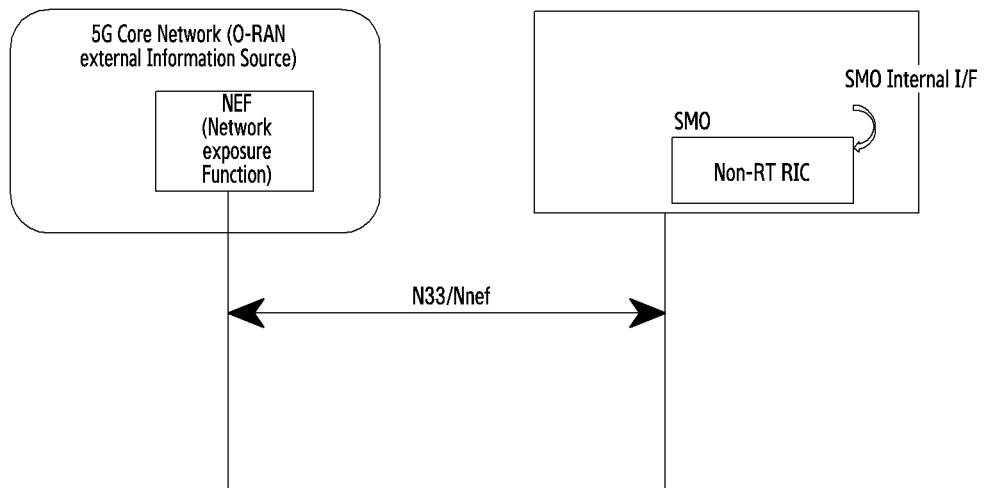 5G Core Network (O-RAN
external Information Source)
NEF
(Network
exposure
Function)
SMO Internal I/F
SMO
Non-RT RIC
N33/Nnef